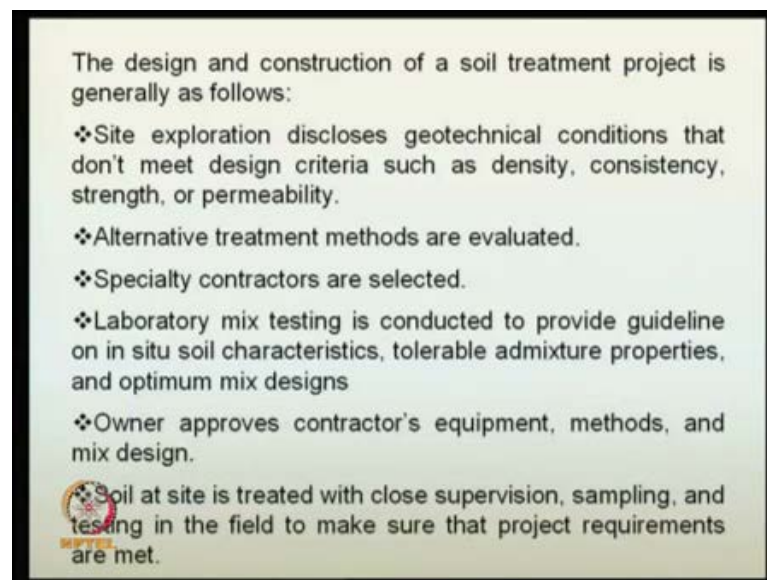 The design and construction of a soil treatment project is
generally as follows:
❖Site exploration discloses geotechnical conditions that
don't meet design criteria such as density, consistency,
strength, or permeability.
❖Alternative treatment methods are evaluated.
❖Specialty contractors are selected.
❖Laboratory mix testing is conducted to provide guideline
on in situ soil characteristics, tolerable admixture properties,
and optimum mix designs
❖Owner approves contractor's equipment, methods, and
mix design.
❖Soil at site is treated with close supervision, sampling, and
testing in the field to make sure that project requirements
NPTEL
are met.